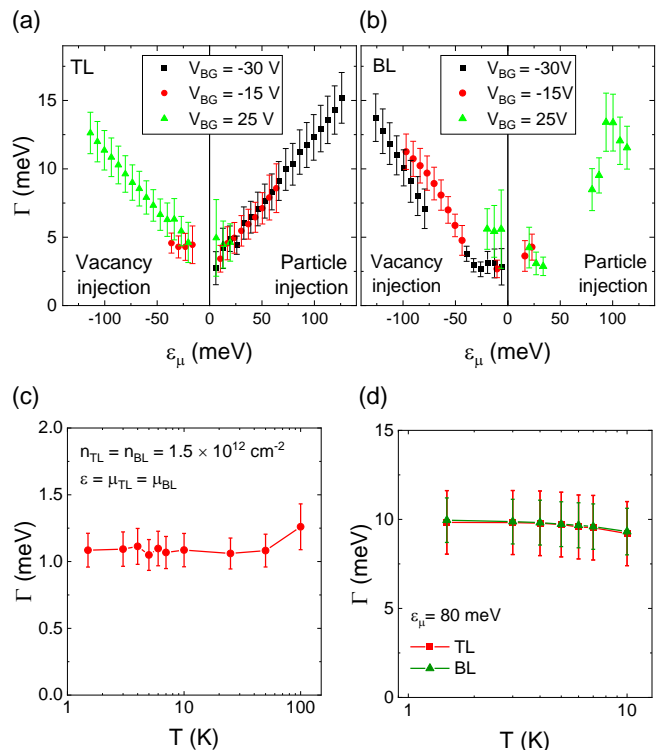 (a)
(b)
TL
V_BG = -30 V
V_BG = -15 V
V_BG = 25 V
BL
V_BG = -30V
V_BG = -15V
V_BG = 25V
Γ (meV)
15
10
5
0
Vacancy injection
Particle injection
Vacancy injection
Particle injection
-100 -50 0 50 100
-100 -50 0 50 100
ε_μ (meV)
ε_μ (meV)
(c)
(d)
n_TL = n_BL = 1.5 × 10^12 cm^-2
ε = μ_TL = μ_BL
Γ (meV)
2.0
1.5
1.0
0.5
0.0
1 10 100
T (K)
Γ (meV)
15
10
5
0
ε_μ= 80 meV
TL
BL
1 10
T (K)